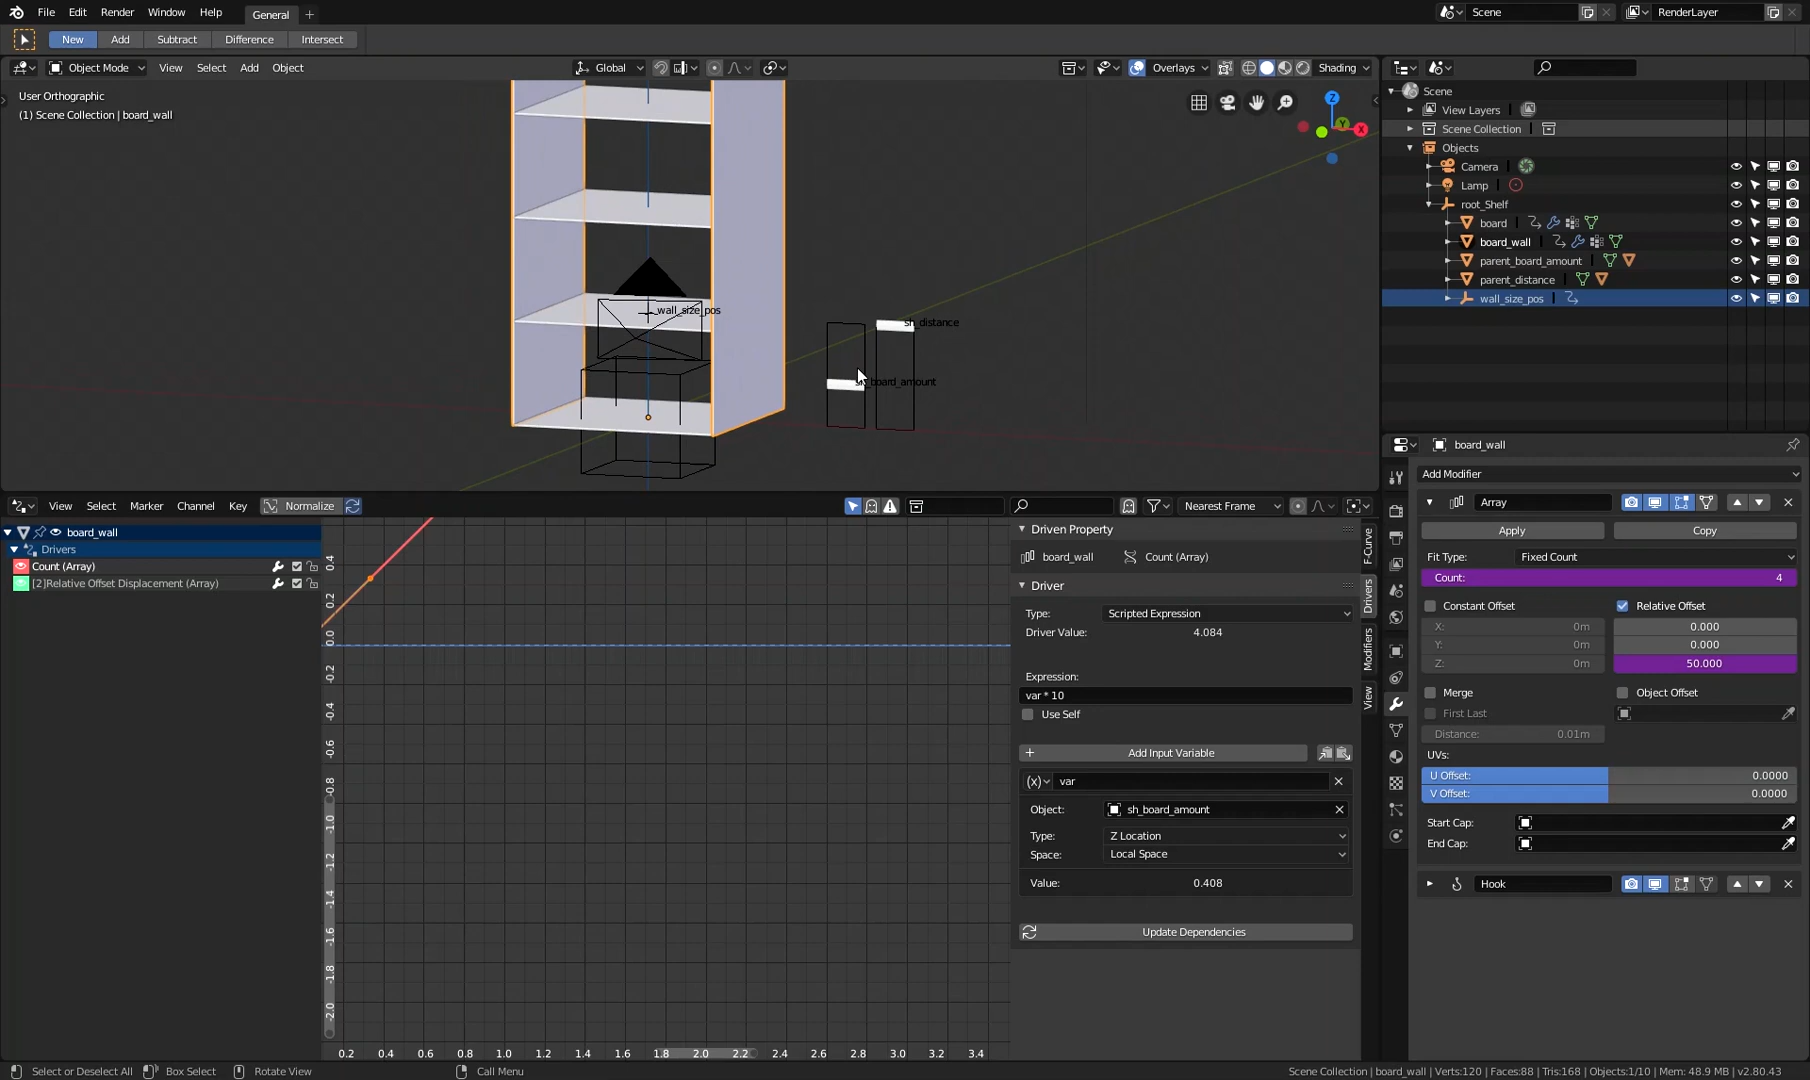 File Edit Render Window Help General + Scene RenderLayer
New Add Subtract Difference Intersect
Object Mode View Select Add Object Global Overlays Shading
User Orthographic
(1) Scene Collection | board_wall
Z
Y
X
wall_size_pos
sh_distance
board_amount
Scene
View Layers
Scene Collection
Objects
Camera
Lamp
root_Shelf
board
board_wall
parent_board_amount
parent_distance
wall_size_pos
View Select Marker Channel Key Normalize Nearest Frame
board_wall
Drivers
Count (Array)
[2]Relative Offset Displacement (Array)
0.4
0.2
0.0
-0.2
-0.4
-0.6
-0.8
-1.0
-1.2
-1.4
-1.6
-1.8
-2.0
0.2 0.4 0.6 0.8 1.0 1.2 1.4 1.6 1.8 2.0 2.2 2.4 2.6 2.8 3.0 3.2 3.4
Driven Property
board_wall Count (Array)
Driver
Type: Scripted Expression
Driver Value: 4.084
Expression:
var * 10
Use Self
Add Input Variable
(x) var
Object: sh_board_amount
Type: Z Location
Space: Local Space
Value: 0.408
Update Dependencies
F-Curve
Drivers
Modifiers
View
board_wall
Add Modifier
Array
Apply Copy
Fit Type: Fixed Count
Count: 4
Constant Offset Relative Offset
X: 0m 0.000
Y: 0m 0.000
Z: 0m 50.000
Merge Object Offset
First Last
Distance: 0.01m
UVs:
U Offset: 0.0000
V Offset: 0.0000
Start Cap:
End Cap:
Hook
Select or Deselect All Box Select Rotate View Call Menu Scene Collection | board_wall | Verts:120 | Faces:88 | Tris:168 | Objects:1/10 | Mem: 48.9 MB | v2.80.43